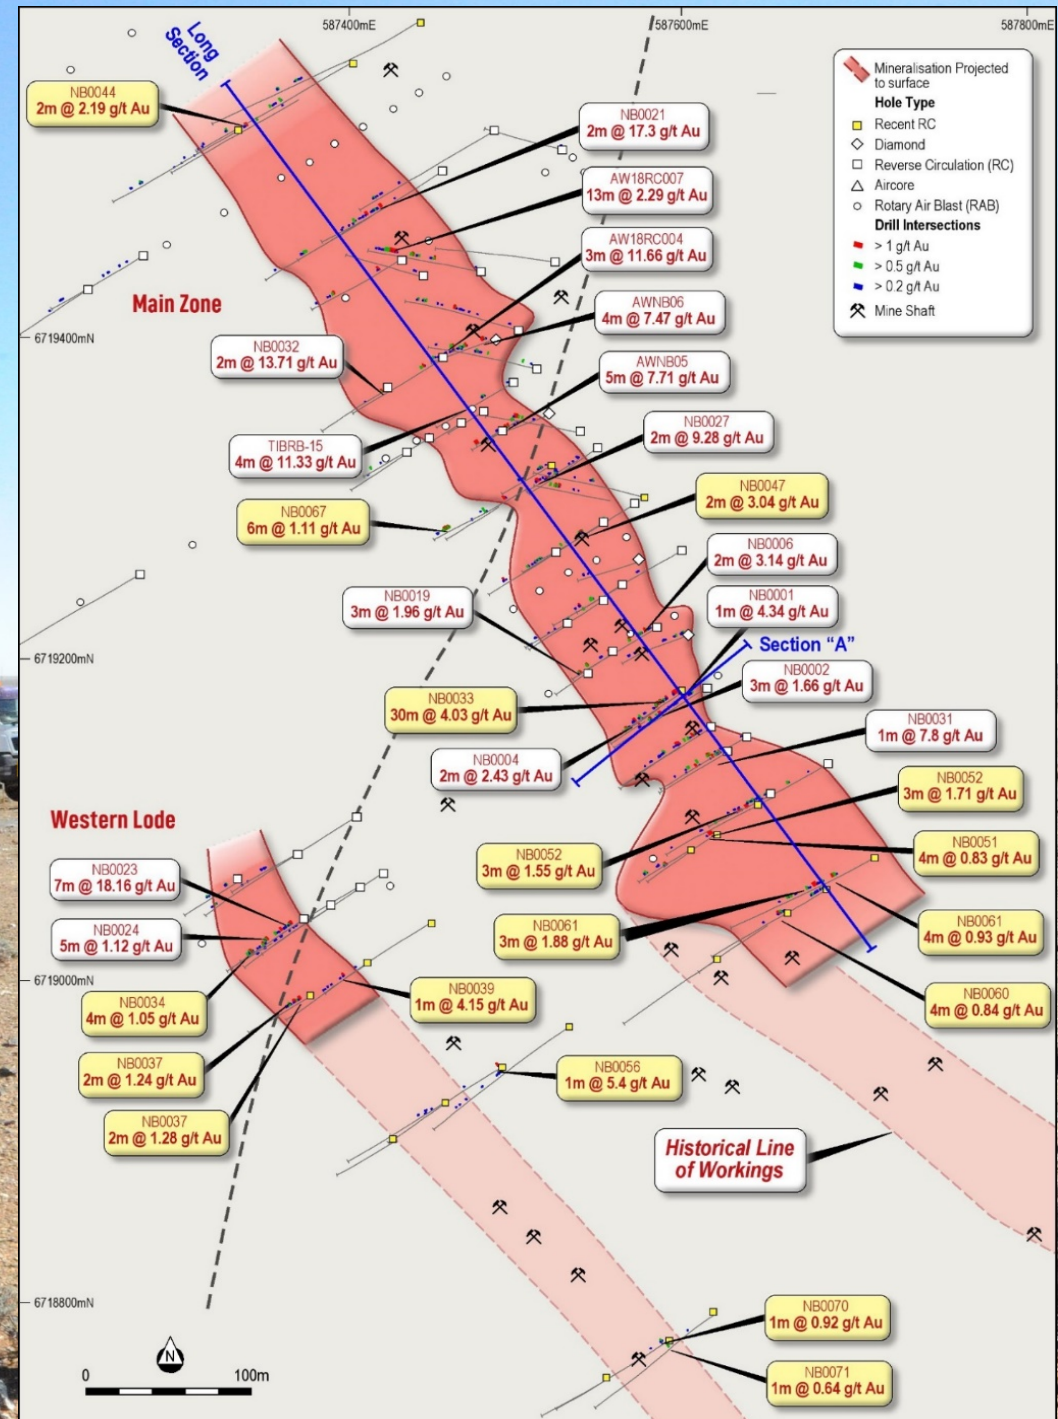 587400mE
587600mE
587800mE
Long
Section
Mineralisation Projected
to surface
Hole Type
Recent RC
Diamond
Reverse Circulation (RC)
Aircore
Rotary Air Blast (RAB)
Drill Intersections
> 1 g/t Au
> 0.5 g/t Au
> 0.2 g/t Au
Mine Shaft
NB0044
2m @ 2.19 g/t Au
NB0021
2m @ 17.3 g/t Au
AW18RC007
13m @ 2.29 g/t Au
AW18RC004
3m @ 11.66 g/t Au
Main Zone
AWNB06
4m @ 7.47 g/t Au
6719400mN
NB0032
2m @ 13.71 g/t Au
AWNB05
5m @ 7.71 g/t Au
NB0027
2m @ 9.28 g/t Au
TIBRB-15
4m @ 11.33 g/t Au
NB0047
2m @ 3.04 g/t Au
NB0067
6m @ 1.11 g/t Au
NB0006
2m @ 3.14 g/t Au
NB0019
3m @ 1.96 g/t Au
NB0001
1m @ 4.34 g/t Au
6719200mN
Section "A"
NB0002
3m @ 1.66 g/t Au
NB0033
30m @ 4.03 g/t Au
NB0031
1m @ 7.8 g/t Au
NB0004
2m @ 2.43 g/t Au
NB0052
3m @ 1.71 g/t Au
Western Lode
NB0051
4m @ 0.83 g/t Au
NB0052
3m @ 1.55 g/t Au
NB0023
7m @ 18.16 g/t Au
NB0061
3m @ 1.88 g/t Au
NB0061
4m @ 0.93 g/t Au
NB0024
5m @ 1.12 g/t Au
6719000mN
NB0039
1m @ 4.15 g/t Au
NB0060
4m @ 0.84 g/t Au
NB0034
4m @ 1.05 g/t Au
NB0037
2m @ 1.24 g/t Au
NB0056
1m @ 5.4 g/t Au
NB0037
2m @ 1.28 g/t Au
Historical Line
of Workings
6718800mN
NB0070
1m @ 0.92 g/t Au
N
0
100m
NB0071
1m @ 0.64 g/t Au